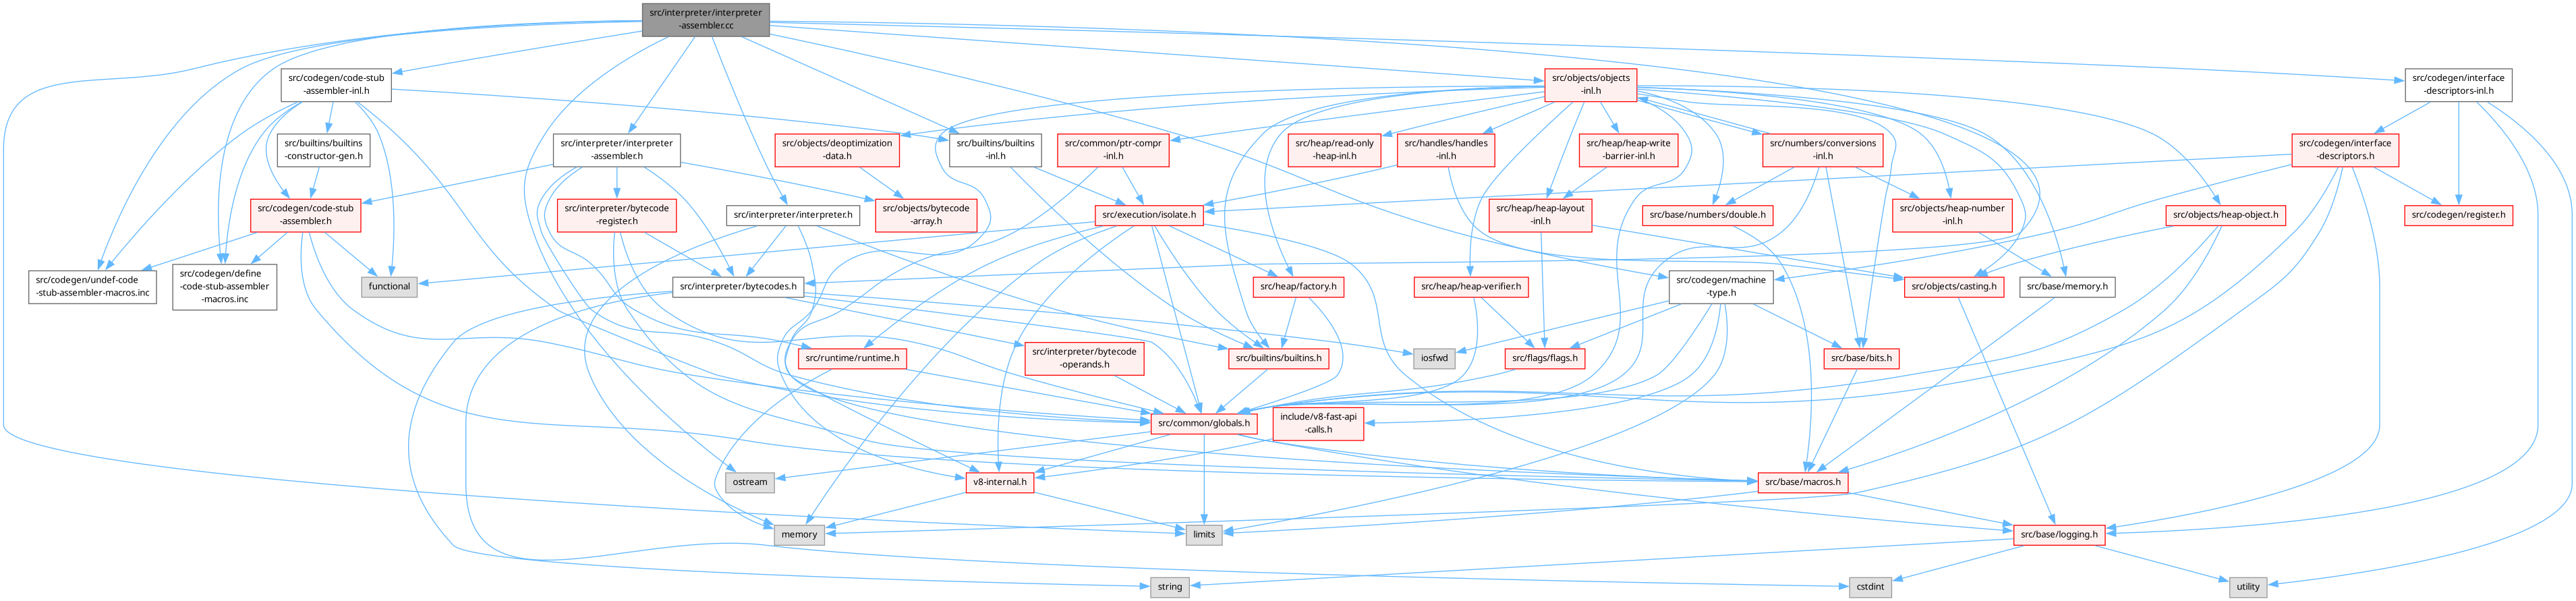 src/interpreter/interpreter
-assembler.cc
src/codegen/code-stub
-assembler-inl.h
src/objects/objects
-inl.h
src/codegen/interface
-descriptors-inl.h
src/builtins/builtins
-constructor-gen.h
src/interpreter/interpreter
-assembler.h
src/objects/deoptimization
-data.h
src/builtins/builtins
-inl.h
src/common/ptr-compr
-inl.h
src/heap/read-only
-heap-inl.h
src/handles/handles
-inl.h
src/heap/heap-write
-barrier-inl.h
src/numbers/conversions
-inl.h
src/codegen/interface
-descriptors.h
src/codegen/code-stub
-assembler.h
src/interpreter/bytecode
-register.h
src/interpreter/interpreter.h
src/objects/bytecode
-array.h
src/execution/isolate.h
src/heap/heap-layout
-inl.h
src/base/numbers/double.h
src/objects/heap-number
-inl.h
src/objects/heap-object.h
src/codegen/register.h
src/codegen/undef-code
-stub-assembler-macros.inc
src/codegen/define
-code-stub-assembler
-macros.inc
functional
src/interpreter/bytecodes.h
src/heap/factory.h
src/heap/heap-verifier.h
src/codegen/machine
-type.h
src/objects/casting.h
src/base/memory.h
src/runtime/runtime.h
src/interpreter/bytecode
-operands.h
src/builtins/builtins.h
iosfwd
src/flags/flags.h
src/base/bits.h
src/common/globals.h
include/v8-fast-api
-calls.h
ostream
v8-internal.h
src/base/macros.h
memory
limits
src/base/logging.h
string
cstdint
utility